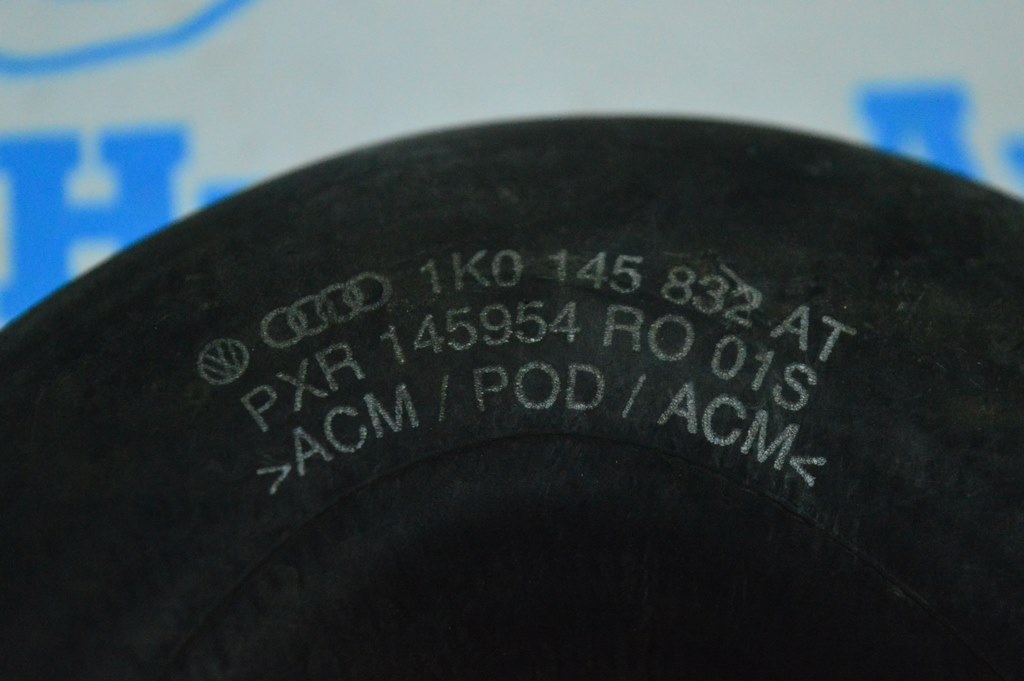 1K0 145 832 AT
PXR 145954 RO 01S
>ACM / POD / ACM<